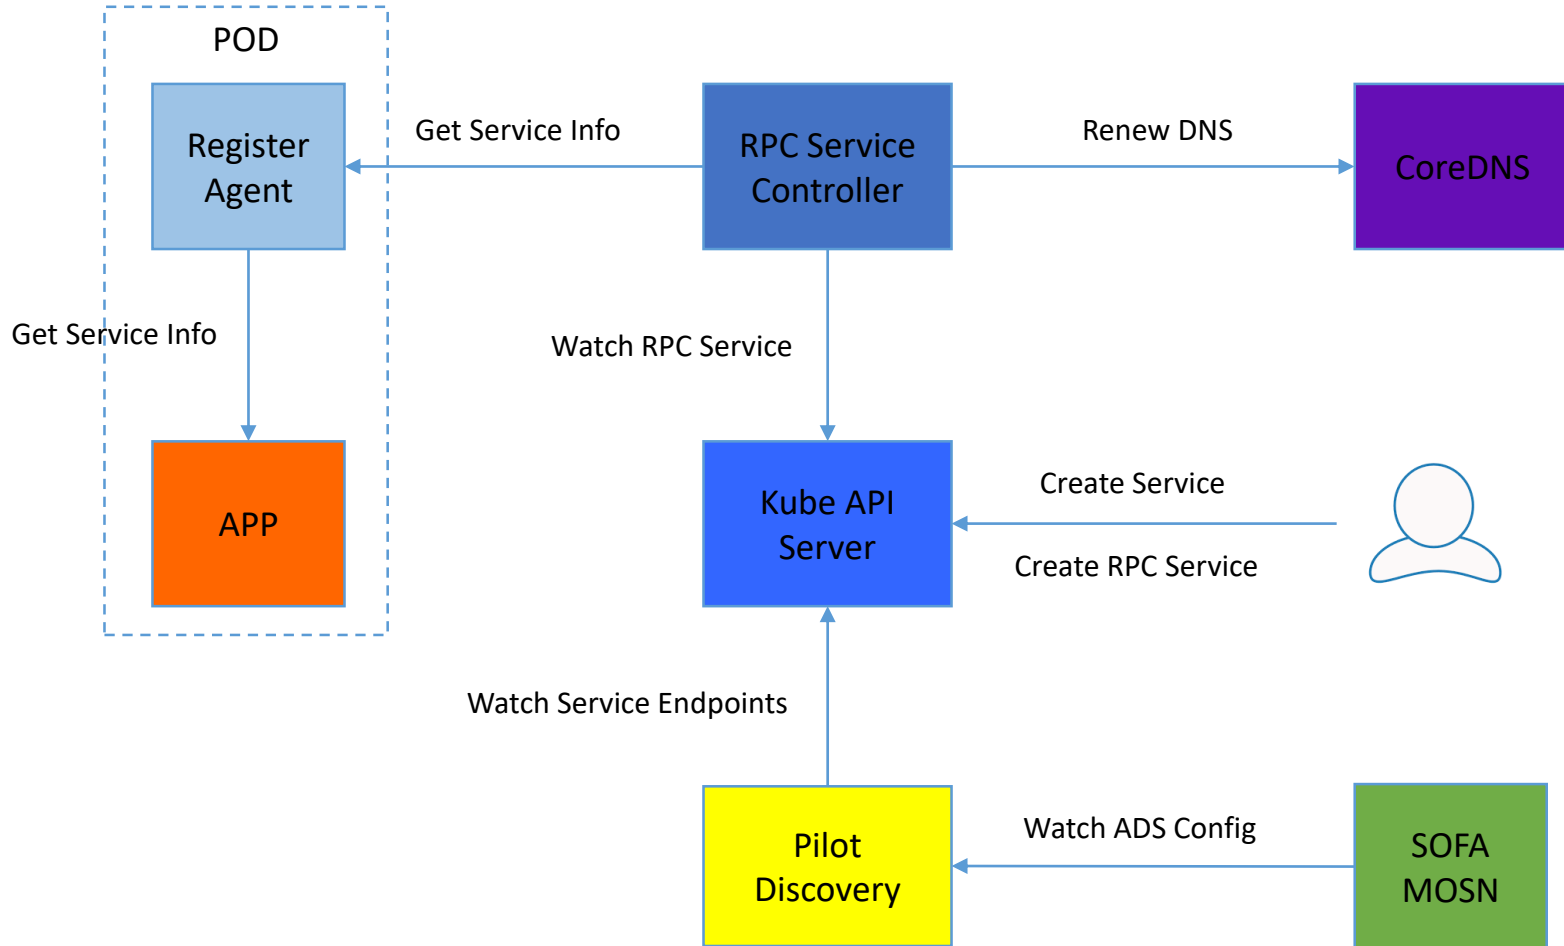 POD
Register
Agent
Get Service Info
RPC Service
Controller
Renew DNS
CoreDNS
Get Service Info
Watch RPC Service
APP
Kube API
Server
Create Service
Create RPC Service
Watch Service Endpoints
Pilot
Discovery
Watch ADS Config
SOFA
MOSN